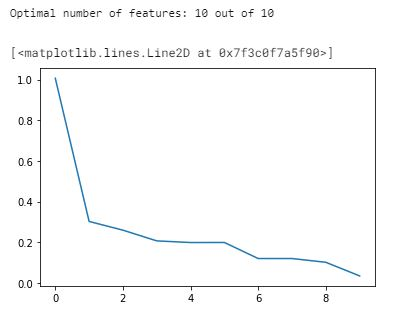 Optimal number of features: 10 out of 10
[<matplotlib.lines.Line2D at 0x7f3c0f7a5f90>]
1.0
0.8
0.6
0.4
0.2
0.0
0 2 4 6 8